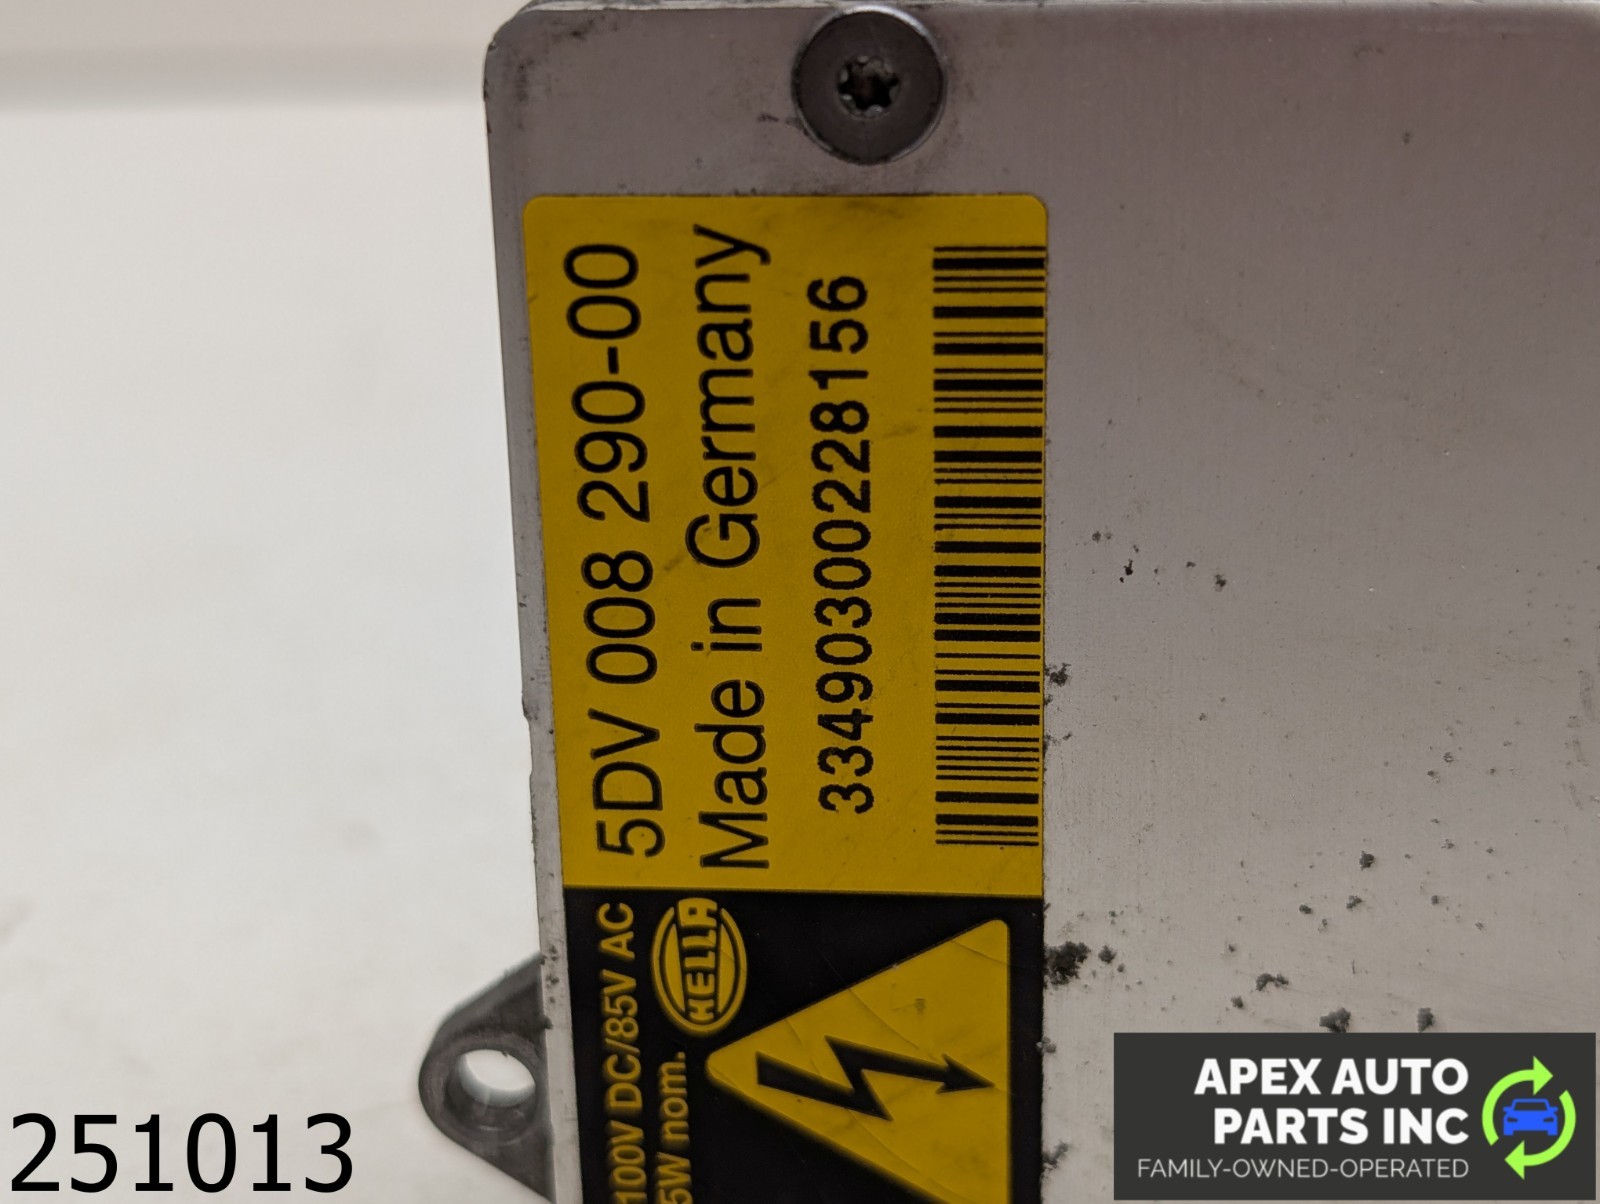 5DV 008 290-00
Made in Germany
33490300228156
100V DC/85V AC
5W nom.
HELLA
251013
APEX AUTO
PARTS INC
FAMILY-OWNED-OPERATED